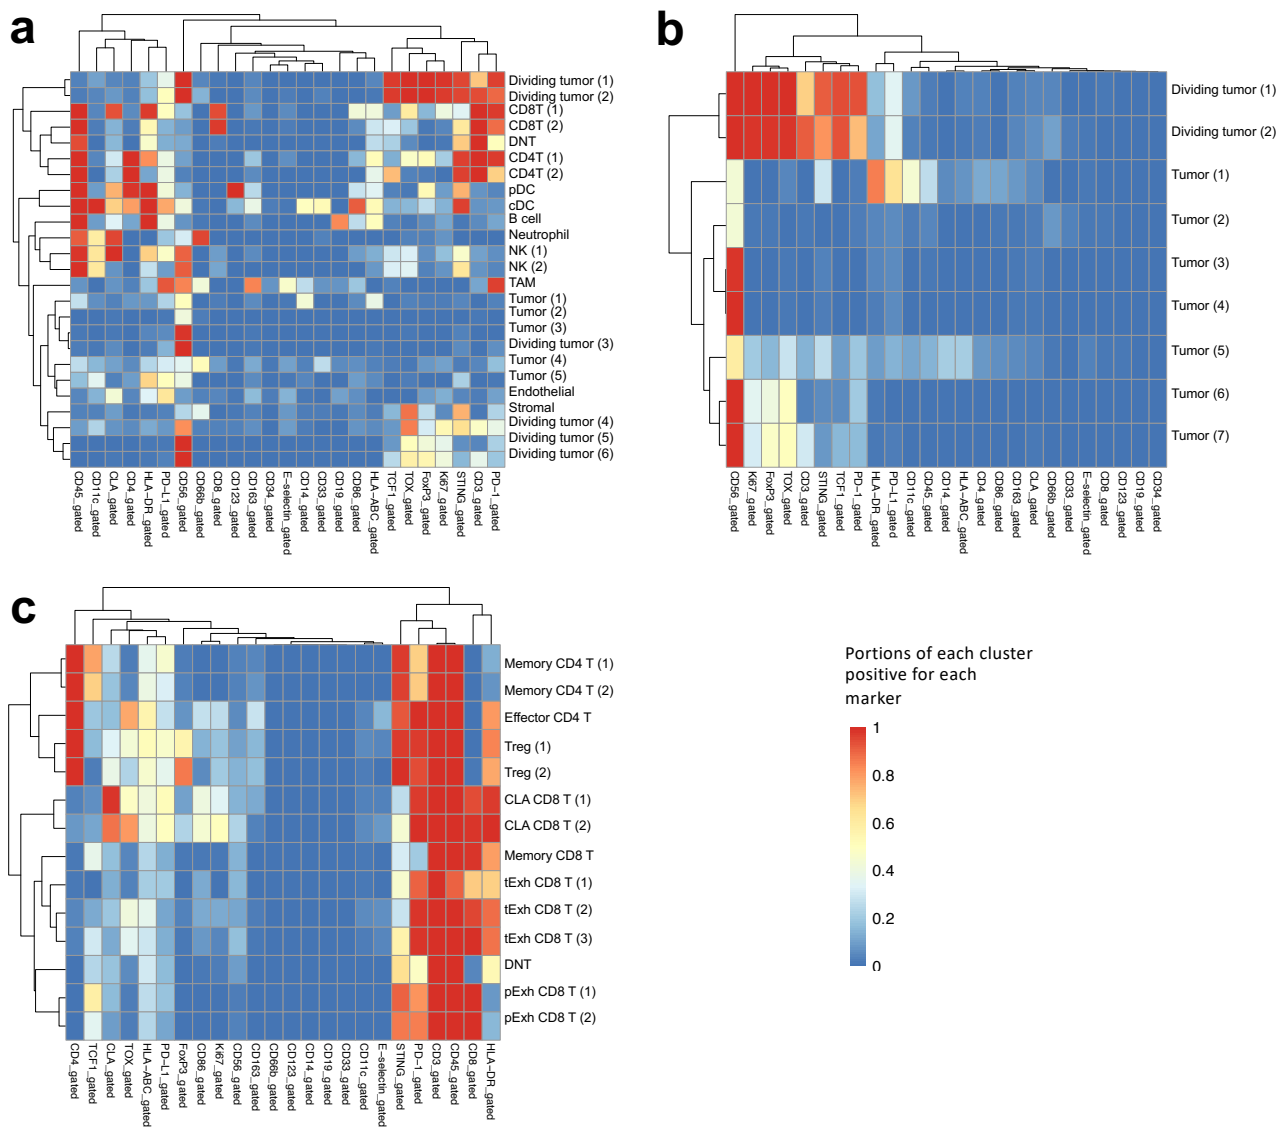 a
Dividing tumor (1)
Dividing tumor (2)
CD8T (1)
CD8T (2)
DNT
CD4T (1)
CD4T (2)
pDC
cDC
B cell
Neutrophil
NK (1)
NK (2)
TAM
Tumor (1)
Tumor (2)
Tumor (3)
Dividing tumor (3)
Tumor (4)
Tumor (5)
Endothelial
Stromal
Dividing tumor (4)
Dividing tumor (5)
Dividing tumor (6)
CD45_gated
CD11c_gated
CLA_gated
CD4_gated
HLA-DR_gated
PD-L1_gated
CD56_gated
CD66b_gated
CD8_gated
CD123_gated
CD163_gated
CD34_gated
E-selectin_gated
CD14_gated
CD33_gated
CD19_gated
CD86_gated
HLA-ABC_gated
TCF1_gated
TOX_gated
FoxP3_gated
Ki67_gated
STING_gated
CD3_gated
PD-1_gated
b
Dividing tumor (1)
Dividing tumor (2)
Tumor (1)
Tumor (2)
Tumor (3)
Tumor (4)
Tumor (5)
Tumor (6)
Tumor (7)
CD56_gated
Ki67_gated
FoxP3_gated
TOX_gated
CD3_gated
STING_gated
TCF1_gated
PD-1_gated
HLA-DR_gated
PD-L1_gated
CD11c_gated
CD45_gated
CD14_gated
HLA-ABC_gated
CD4_gated
CD86_gated
CD163_gated
CLA_gated
CD66b_gated
CD33_gated
E-selectin_gated
CD8_gated
CD123_gated
CD19_gated
CD34_gated
c
Memory CD4 T (1)
Memory CD4 T (2)
Effector CD4 T
Treg (1)
Treg (2)
CLA CD8 T (1)
CLA CD8 T (2)
Memory CD8 T
tExh CD8 T (1)
tExh CD8 T (2)
tExh CD8 T (3)
DNT
pExh CD8 T (1)
pExh CD8 T (2)
CD4_gated
TCF1_gated
CLA_gated
TOX_gated
HLA-ABC_gated
PD-L1_gated
FoxP3_gated
CD86_gated
Ki67_gated
CD56_gated
CD163_gated
CD66b_gated
CD123_gated
CD14_gated
CD19_gated
CD33_gated
CD11c_gated
E-selectin_gated
STING_gated
PD-1_gated
CD3_gated
CD45_gated
CD8_gated
HLA-DR_gated
Portions of each cluster
positive for each
marker
1
0.8
0.6
0.4
0.2
0